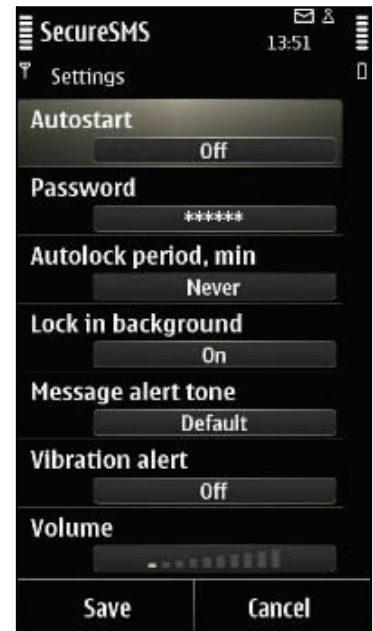 SecureSMS
13:51
Settings
Autostart
Off
Password
******
Autolock period, min
Never
Lock in background
On
Message alert tone
Default
Vibration alert
Off
Volume
Save Cancel